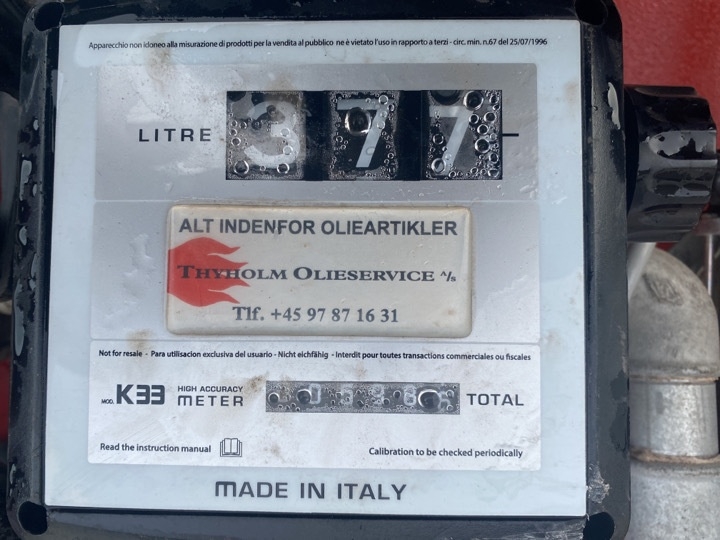 Apparecchio non idoneo alla misurazione di prodotti per la vendita al pubblico ne è vietato l'uso in rapporto a terzi - circ. min. n.67 del 25/07/1996
LITRE 377
ALT INDENFOR OLIEARTIKLER
THYHOLM OLIESERVICE A/S
Tlf. +45 97 87 16 31
Not for resale - Para utilisacion exclusiva del usuario - Nicht eichfähig - Interdit pour toutes transactions commerciales ou fiscales
MOD. K33 HIGH ACCURACY METER TOTAL
Read the instruction manual Calibration to be checked periodically
MADE IN ITALY